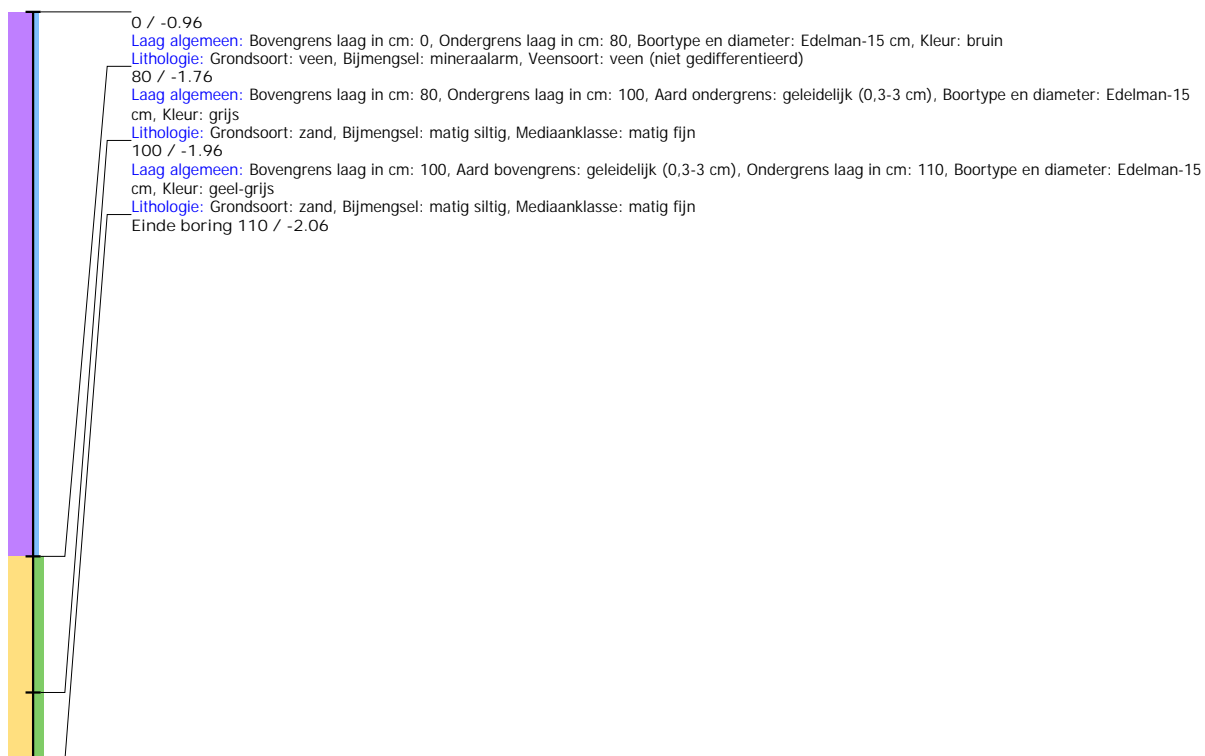 0 / -0.96
Laag algemeen: Bovengrens laag in cm: 0, Ondergrens laag in cm: 80, Boortype en diameter: Edelman-15 cm, Kleur: bruin
Lithologie: Grondsoort: veen, Bijmengsel: mineraalarm, Veensoort: veen (niet gedifferentieerd)
80 / -1.76
Laag algemeen: Bovengrens laag in cm: 80, Ondergrens laag in cm: 100, Aard ondergrens: geleidelijk (0,3-3 cm), Boortype en diameter: Edelman-15
cm, Kleur: grijs
Lithologie: Grondsoort: zand, Bijmengsel: matig siltig, Mediaanklasse: matig fijn
100 / -1.96
Laag algemeen: Bovengrens laag in cm: 100, Aard bovengrens: geleidelijk (0,3-3 cm), Ondergrens laag in cm: 110, Boortype en diameter: Edelman-15
cm, Kleur: geel-grijs
Lithologie: Grondsoort: zand, Bijmengsel: matig siltig, Mediaanklasse: matig fijn
Einde boring 110 / -2.06